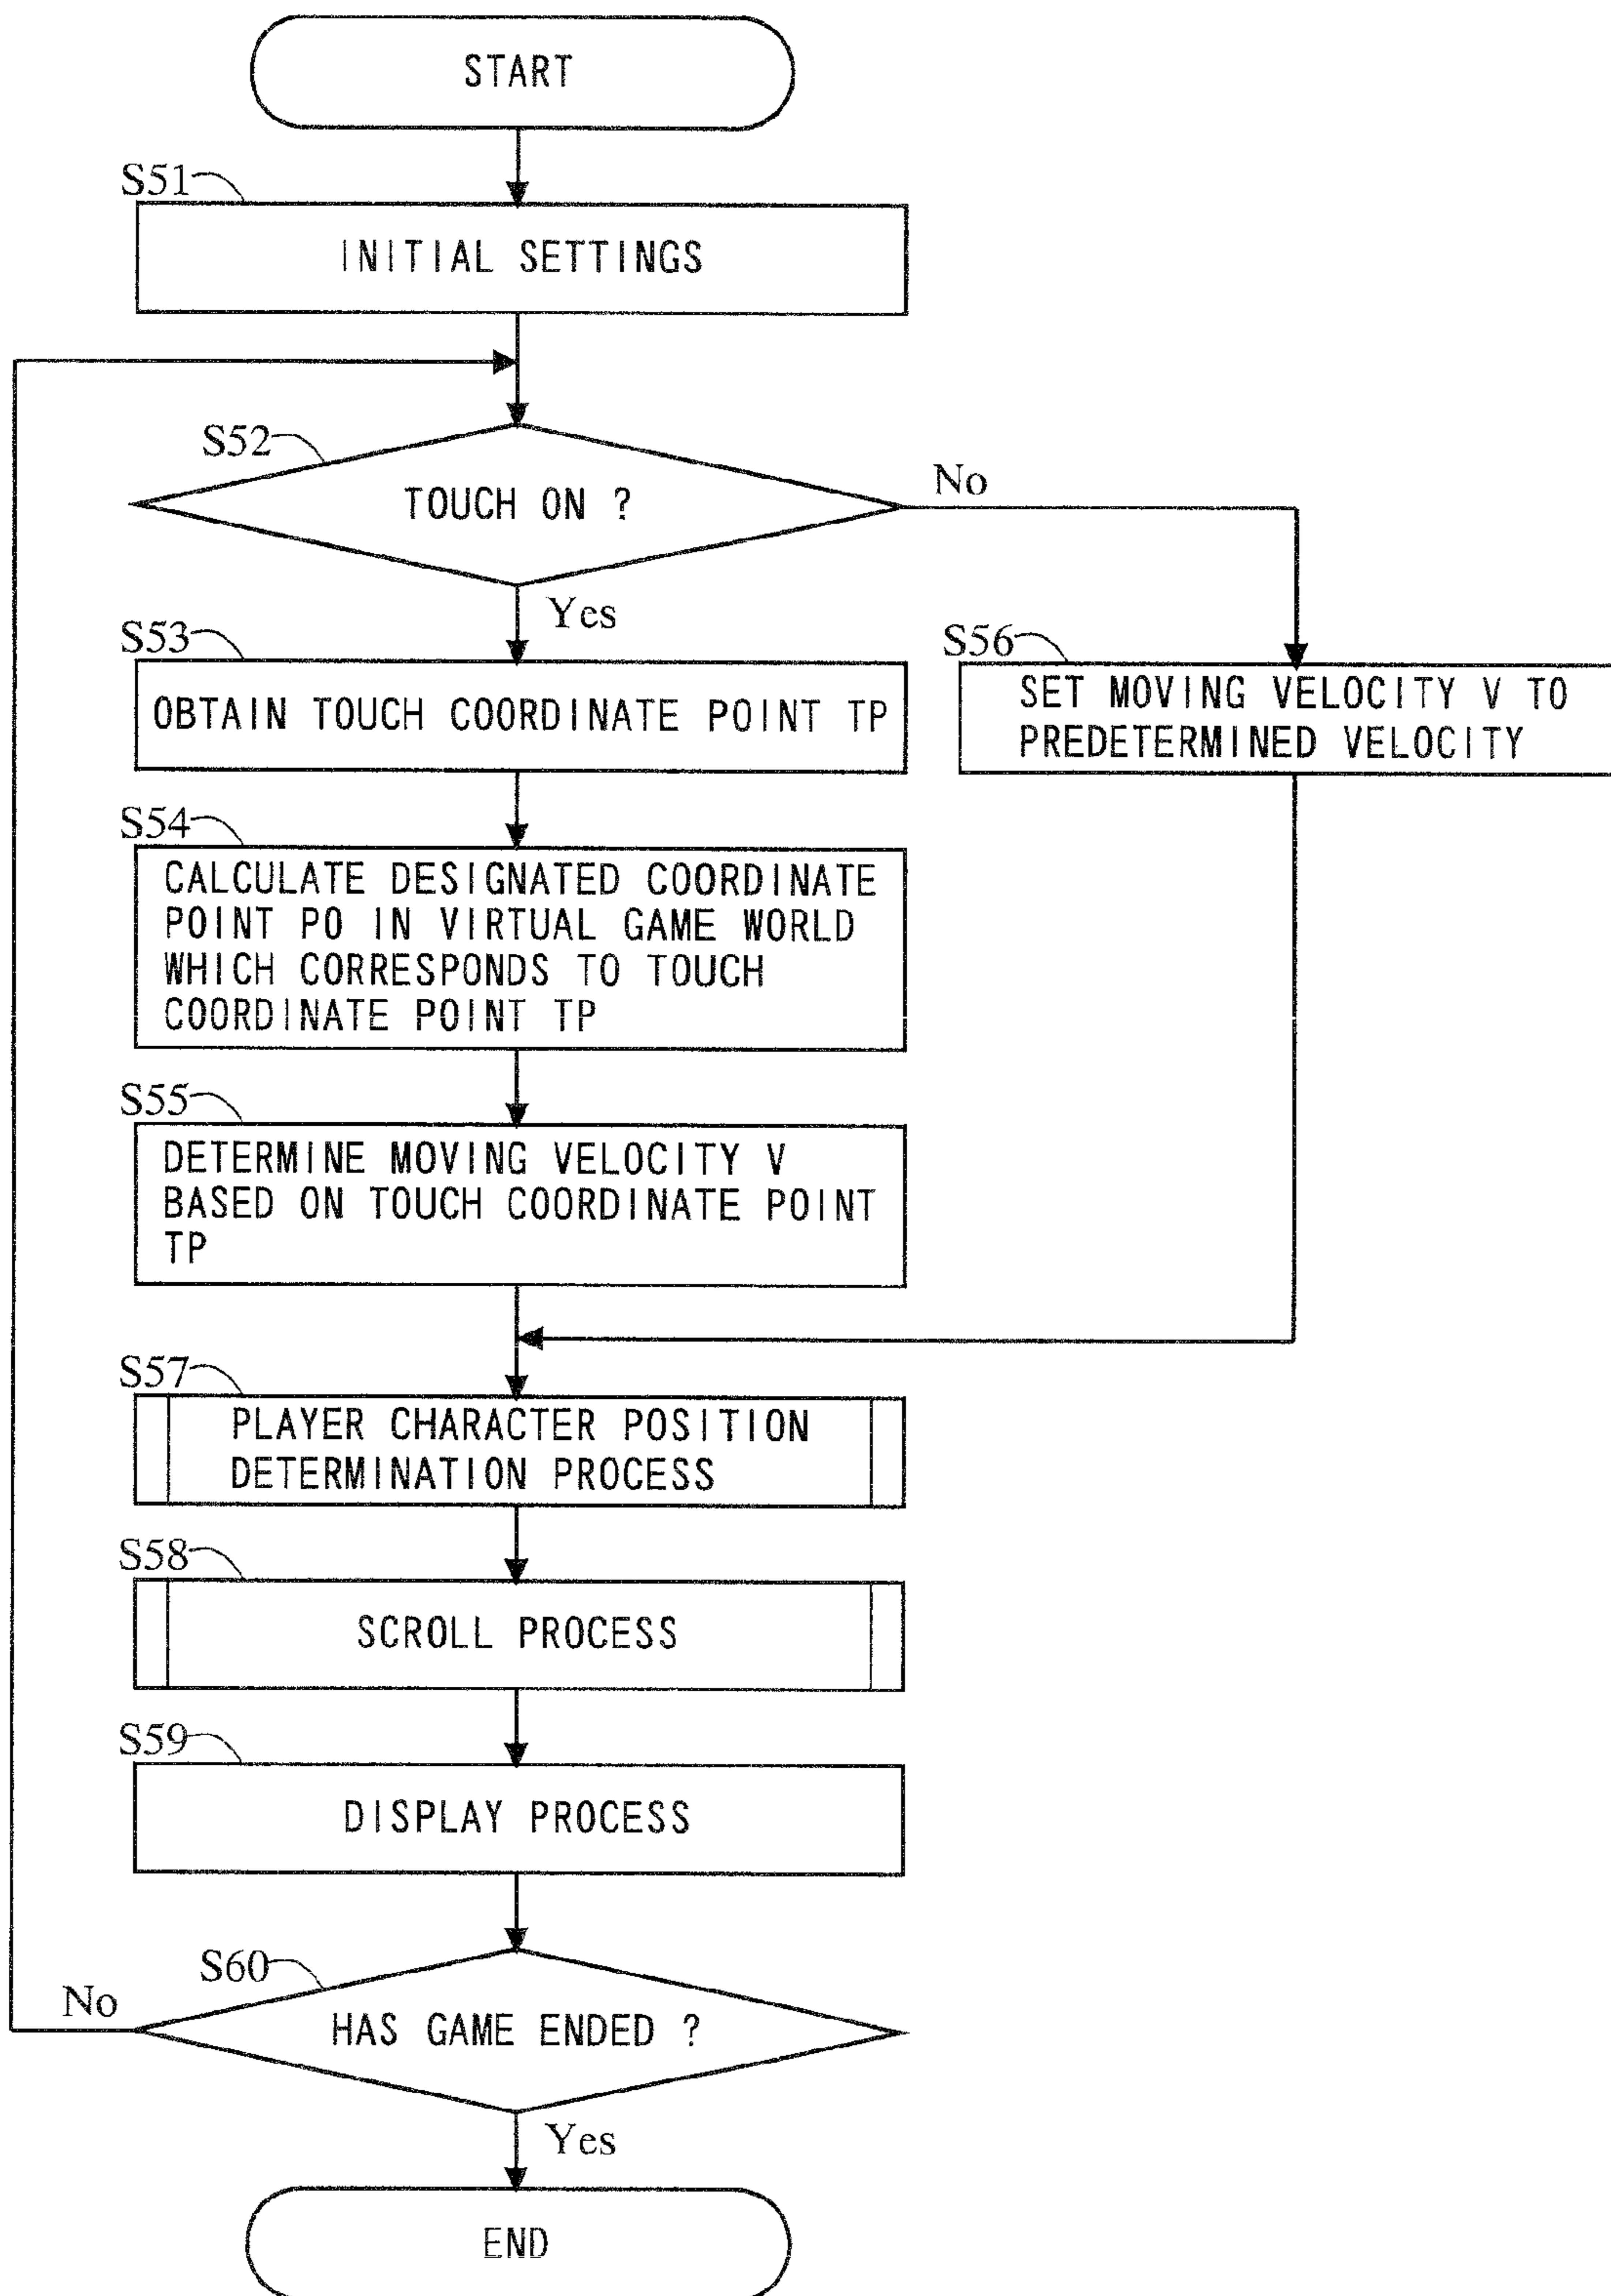 START
S51
INITIAL SETTINGS
S52
TOUCH ON ?
No
Yes
S53
OBTAIN TOUCH COORDINATE POINT TP
S56
SET MOVING VELOCITY V TO
PREDETERMINED VELOCITY
S54
CALCULATE DESIGNATED COORDINATE
POINT PO IN VIRTUAL GAME WORLD
WHICH CORRESPONDS TO TOUCH
COORDINATE POINT TP
S55
DETERMINE MOVING VELOCITY V
BASED ON TOUCH COORDINATE POINT
TP
S57
PLAYER CHARACTER POSITION
DETERMINATION PROCESS
S58
SCROLL PROCESS
S59
DISPLAY PROCESS
S60
No
HAS GAME ENDED ?
Yes
END